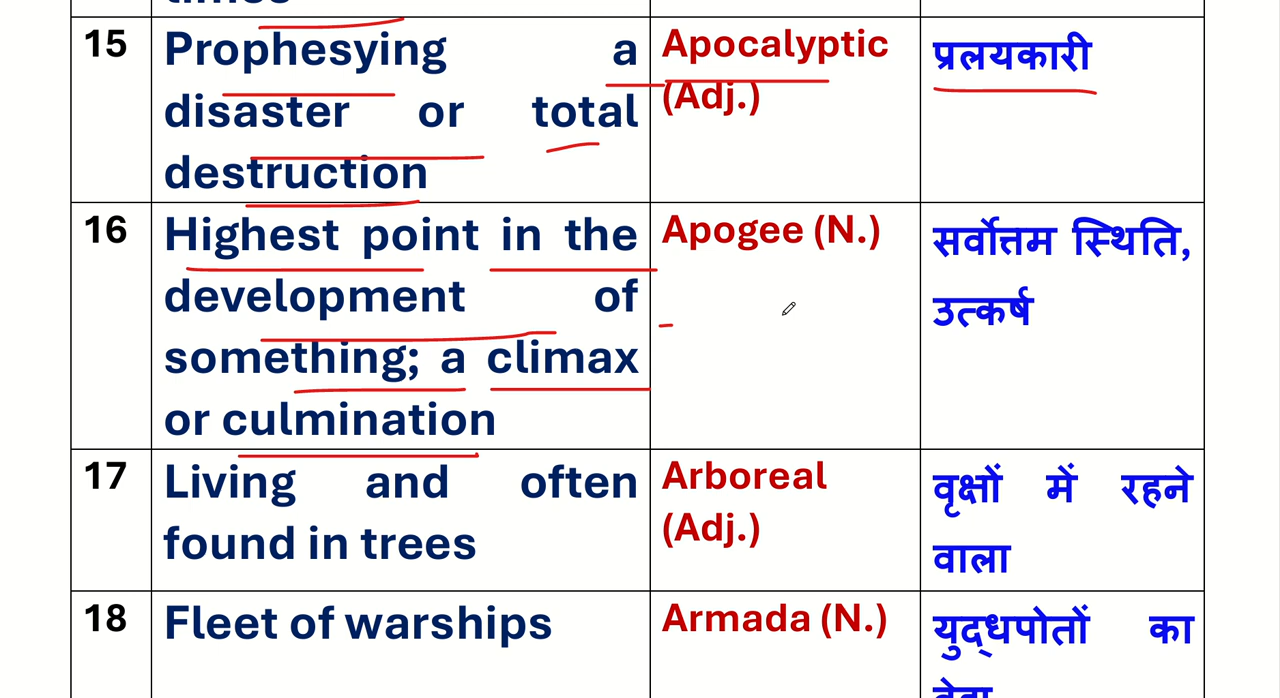 times
15 Prophesying a Apocalyptic प्रलयकारी
disaster or total (Adj.)
destruction
16 Highest point in the Apogee (N.) सर्वोत्तम स्थिति,
development of उत्कर्ष
something; a climax
or culmination
17 Living and often Arboreal वृक्षों में रहने
found in trees (Adj.) वाला
18 Fleet of warships Armada (N.) युद्धपोतों का